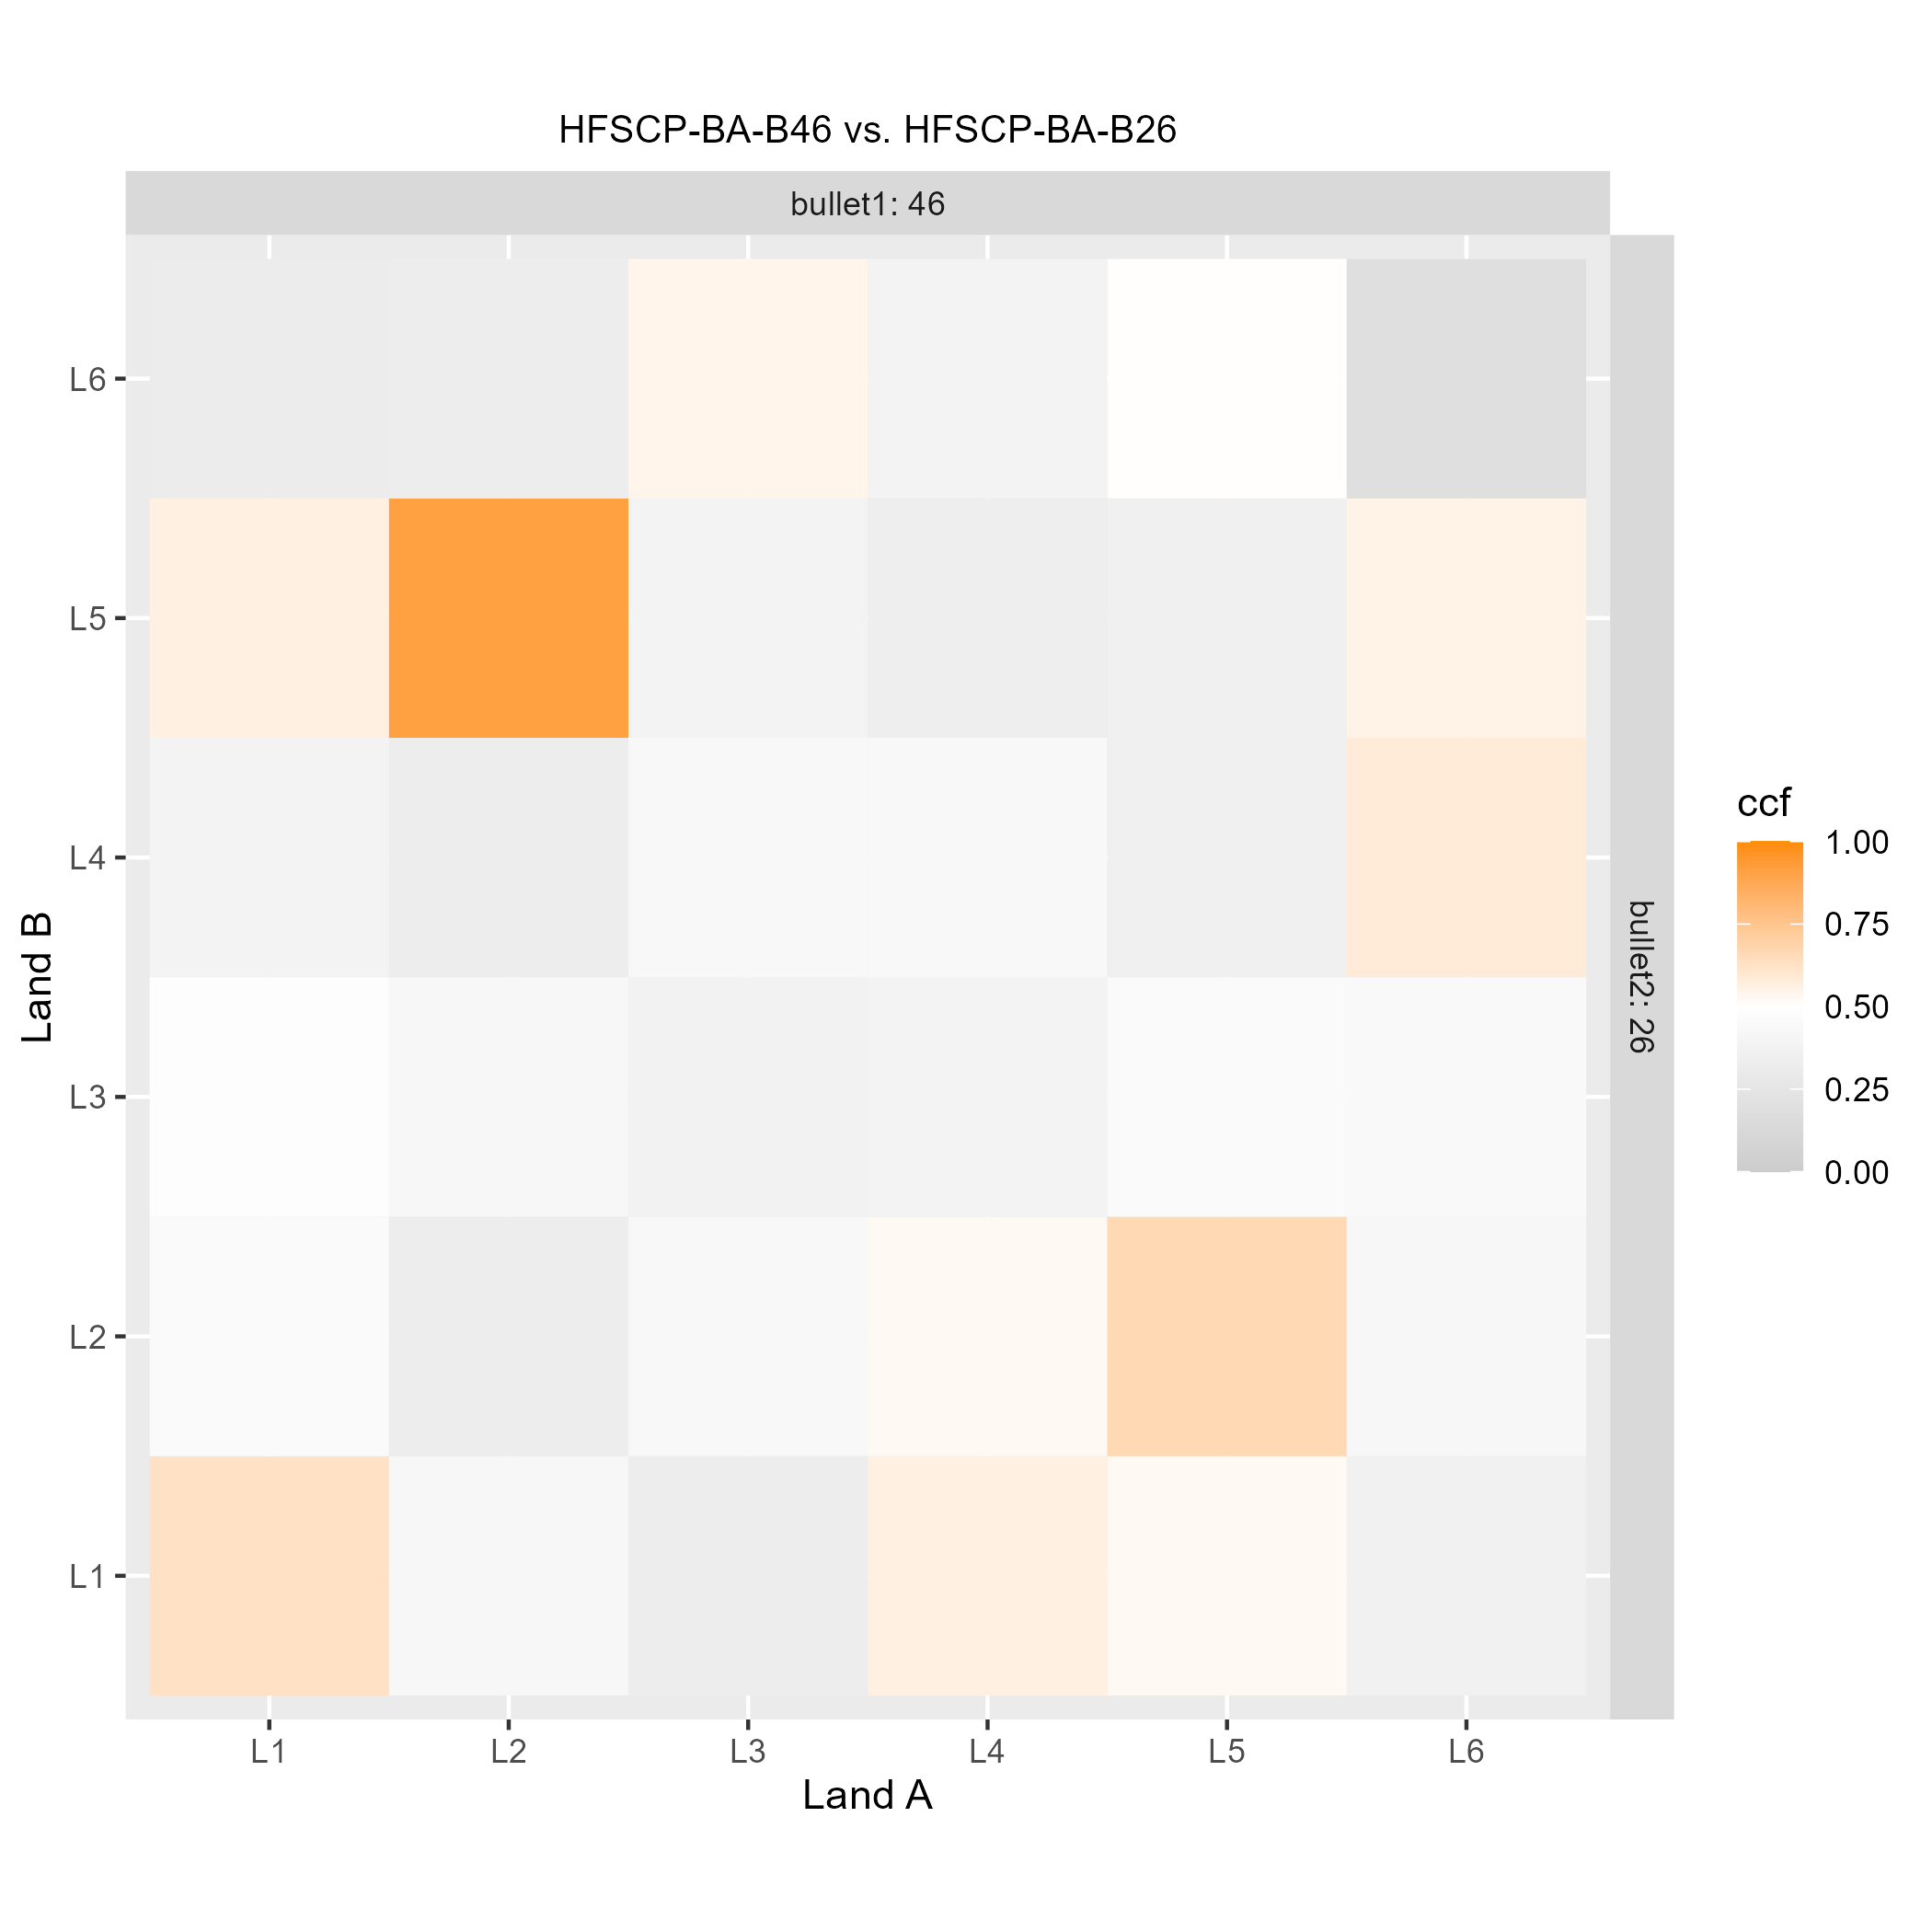 HFSCP-BA-B46 vs. HFSCP-BA-B26
bullet1: 46
L6
L5
L4
L3
L2
L1
Land B
bullet2: 26
ccf
1.00
0.75
0.50
0.25
0.00
L1
L2
L3
L4
L5
L6
Land A